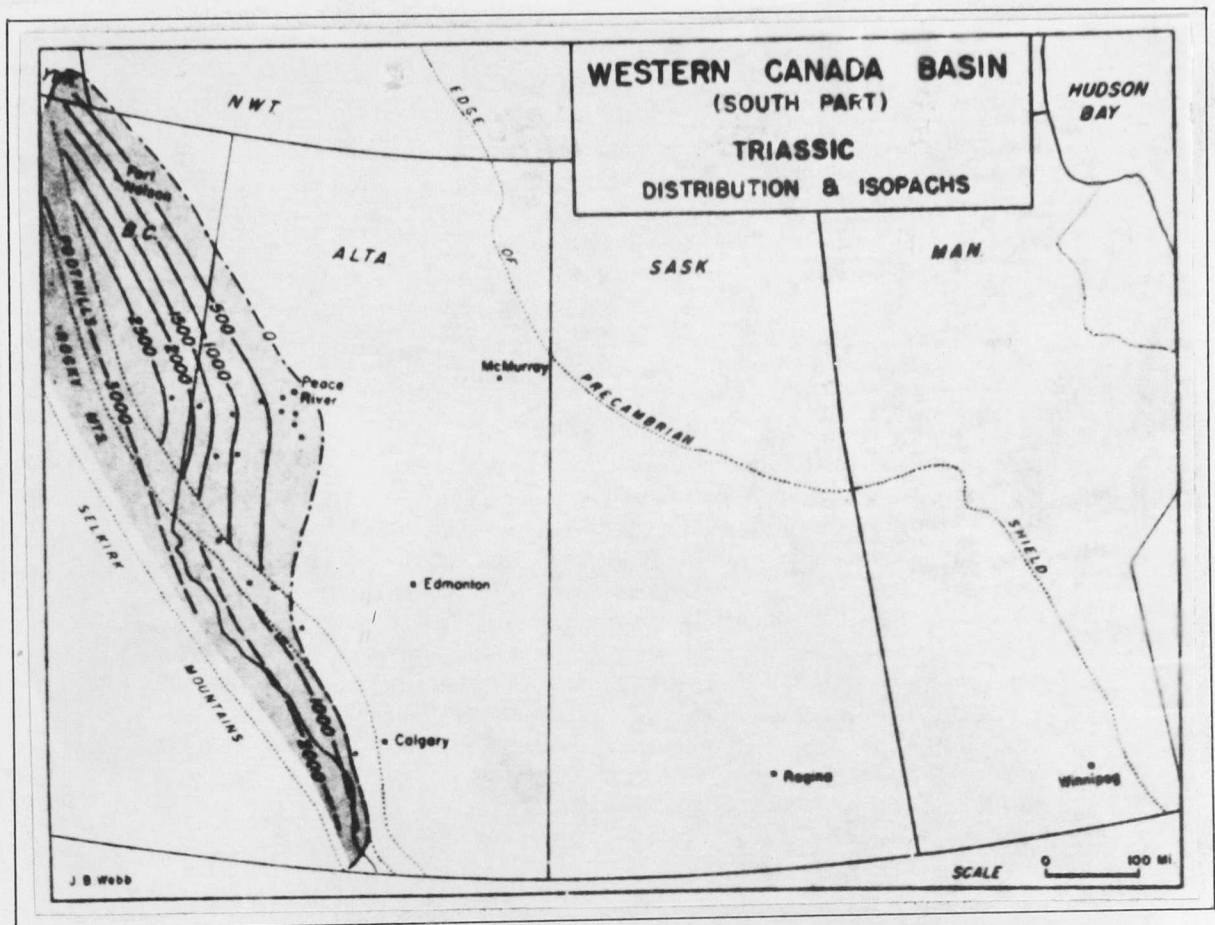 WESTERN CANADA BASIN
(SOUTH PART)
TRIASSIC
DISTRIBUTION & ISOPACHS
HUDSON
BAY
N W T.
EDGE
OF
PRECAMBRIAN
SHIELD
Fort
Nelson
B.C.
ALTA
SASK
MAN.
FOOTHILLS
ROCKY MTS
3000
2500
2000
1500
1000
500
0
Peace
River
McMurray
SELKIRK
MOUNTAINS
Edmonton
1000
Calgary
Regina
Winnipeg
J. B. Webb
SCALE
0 100 Mi.